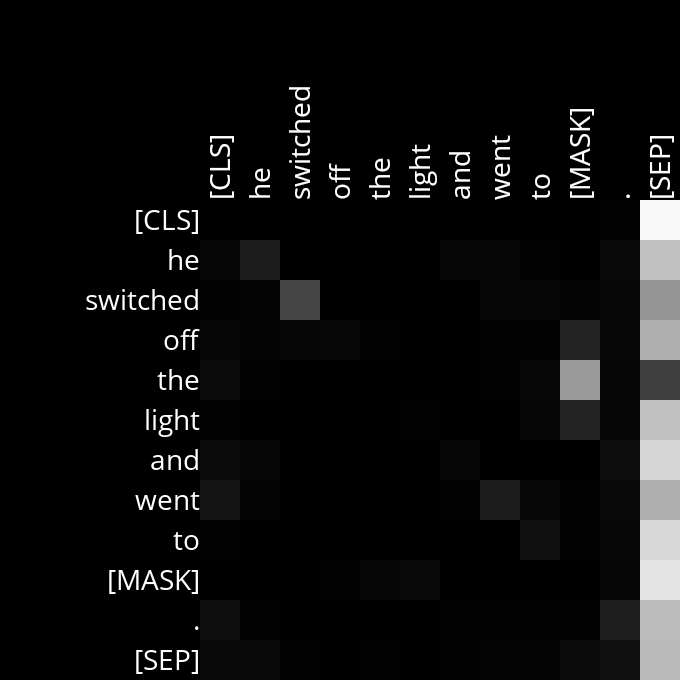 [CLS] he switched off the light and went to [MASK] . [SEP]
[CLS]
he
switched
off
the
light
and
went
to
[MASK]
.
[SEP]